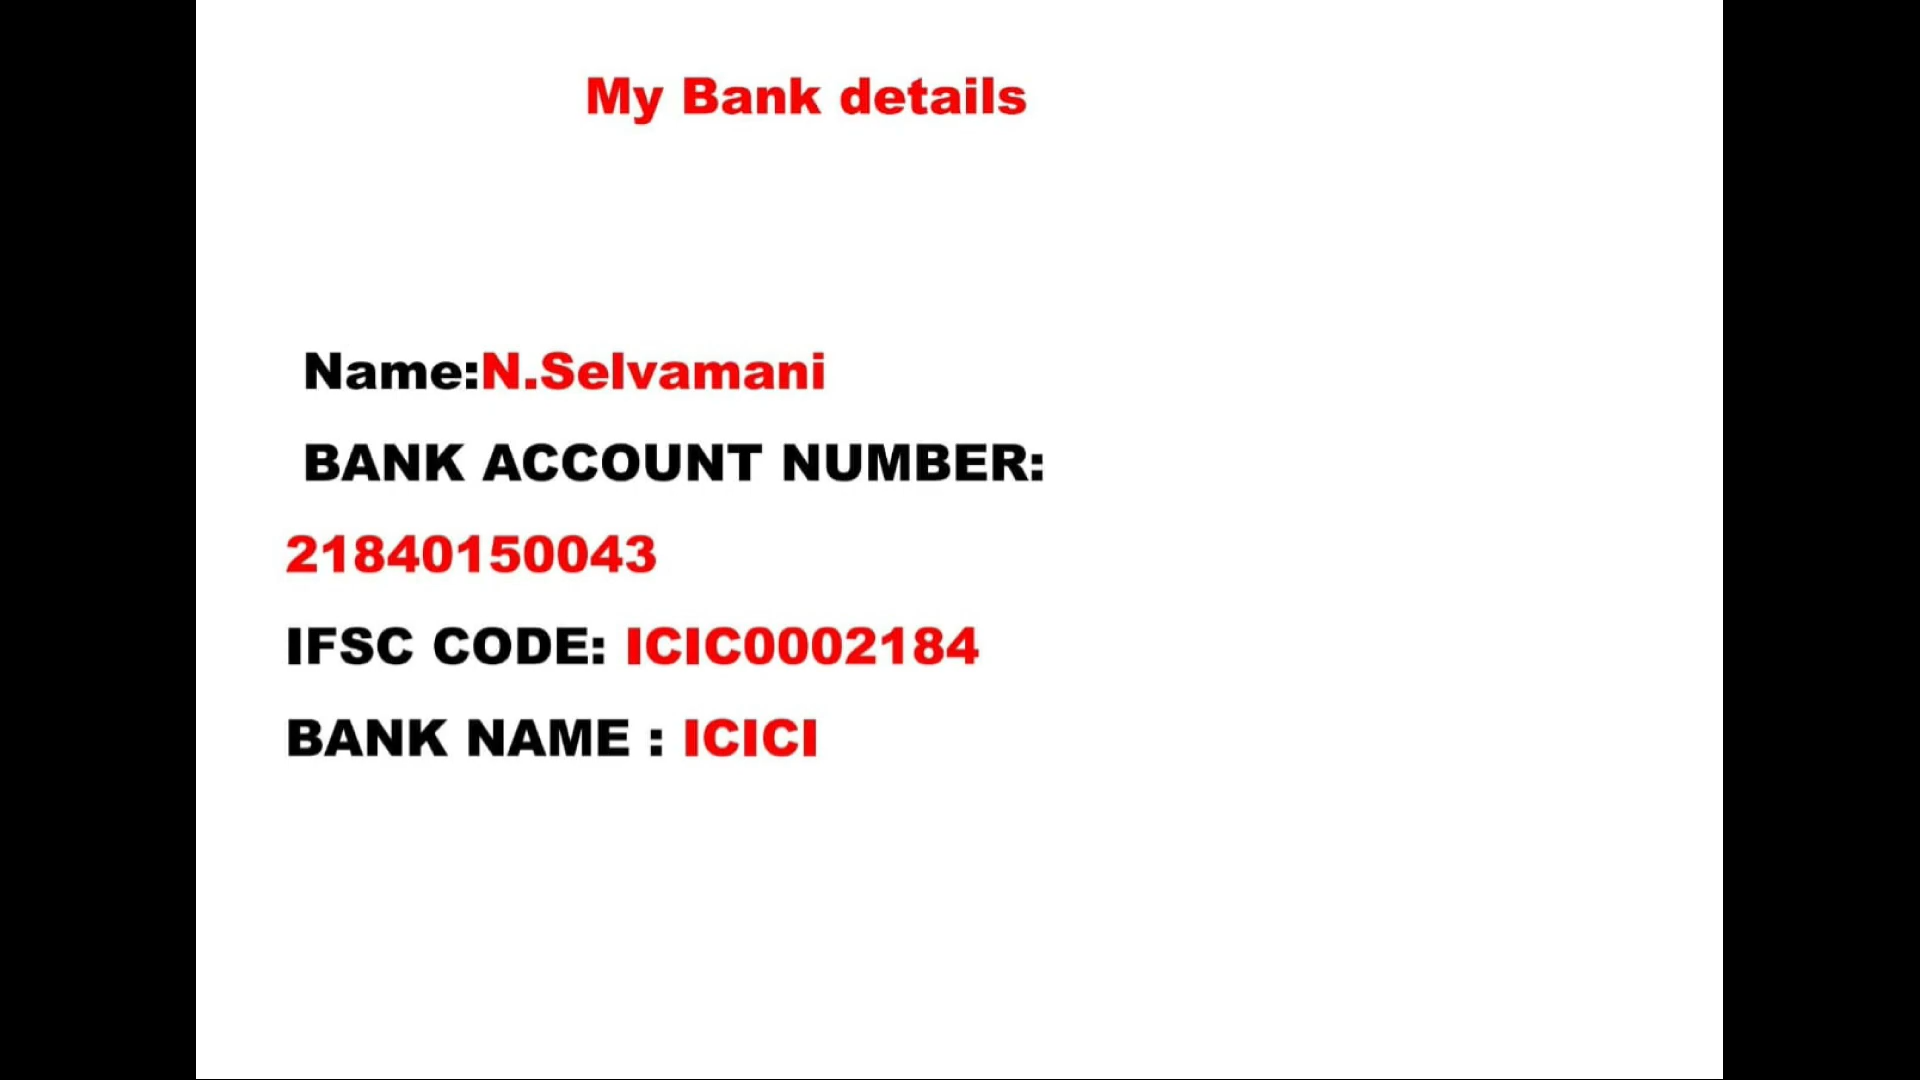 My Bank details
Name:N.Selvamani
BANK ACCOUNT NUMBER:
21840150043
IFSC CODE: ICIC0002184
BANK NAME : ICICI